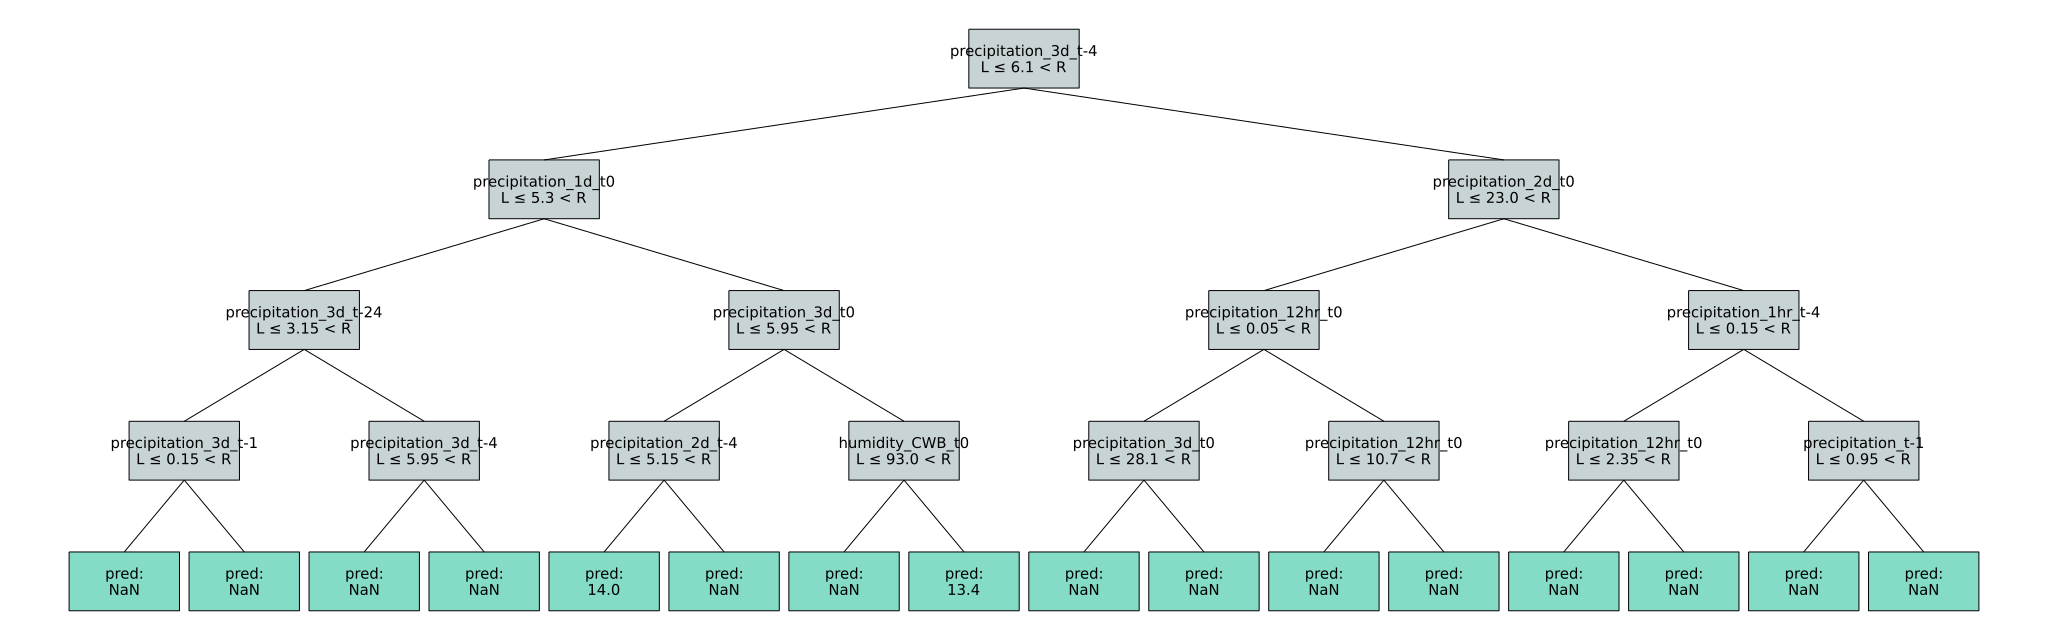 precipitation_3d_t-4
L ≤ 6.1 < R
precipitation_1d_t0
L ≤ 5.3 < R
precipitation_2d_t0
L ≤ 23.0 < R
precipitation_3d_t-24
L ≤ 3.15 < R
precipitation_3d_t0
L ≤ 5.95 < R
precipitation_12hr_t0
L ≤ 0.05 < R
precipitation_1hr_t-4
L ≤ 0.15 < R
precipitation_3d_t-1
L ≤ 0.15 < R
precipitation_3d_t-4
L ≤ 5.95 < R
precipitation_2d_t-4
L ≤ 5.15 < R
humidity_CWB_t0
L ≤ 93.0 < R
precipitation_3d_t0
L ≤ 28.1 < R
precipitation_12hr_t0
L ≤ 10.7 < R
precipitation_12hr_t0
L ≤ 2.35 < R
precipitation_t-1
L ≤ 0.95 < R
pred:
NaN
pred:
NaN
pred:
NaN
pred:
NaN
pred:
14.0
pred:
NaN
pred:
NaN
pred:
13.4
pred:
NaN
pred:
NaN
pred:
NaN
pred:
NaN
pred:
NaN
pred:
NaN
pred:
NaN
pred:
NaN